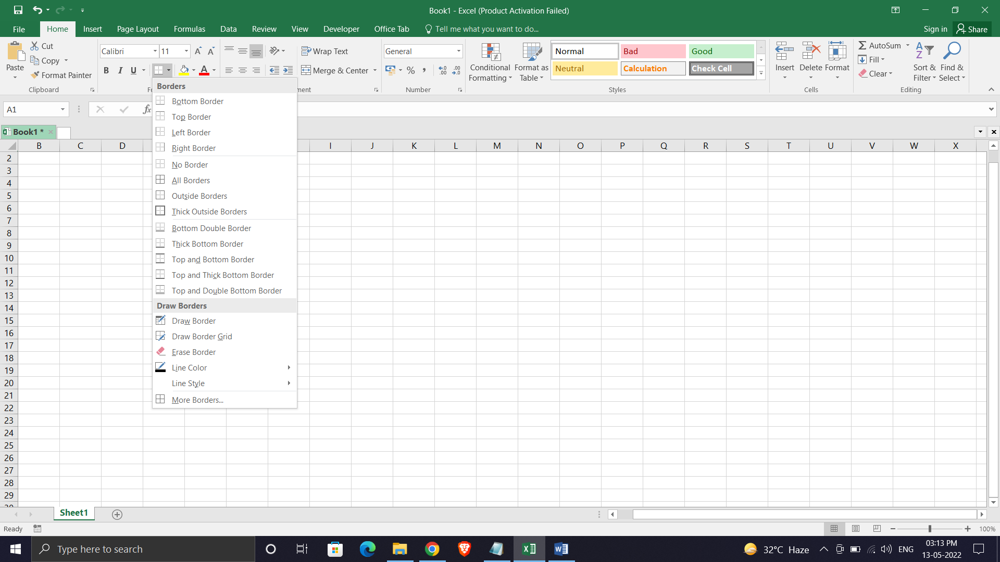 Book1 - Excel (Product Activation Failed)
File Home Insert Page Layout Formulas Data Review View Developer Office Tab Tell me what you want to do... Sign in Share
Cut
Copy
Format Painter
Paste
Clipboard
Calibri 11
B I U A
Wrap Text
Merge & Center
ment
General
% ,
Number
Conditional Formatting
Format as Table
Normal Bad Good
Neutral Calculation Check Cell
Styles
Insert Delete Format
Cells
AutoSum
Fill
Clear
Sort & Filter
Find & Select
Editing
A1 fx
Book1 *
B C D I J K L M N O P Q R S T U V W X
Borders
Bottom Border
Top Border
Left Border
Right Border
No Border
All Borders
Outside Borders
Thick Outside Borders
Bottom Double Border
Thick Bottom Border
Top and Bottom Border
Top and Thick Bottom Border
Top and Double Bottom Border
Draw Borders
Draw Border
Draw Border Grid
Erase Border
Line Color
Line Style
More Borders...
2
3
4
5
6
7
8
9
10
11
12
13
14
15
16
17
18
19
20
21
22
23
24
25
26
27
28
29
Sheet1
Ready 100%
Type here to search
32°C Haze ENG
03:13 PM
13-05-2022